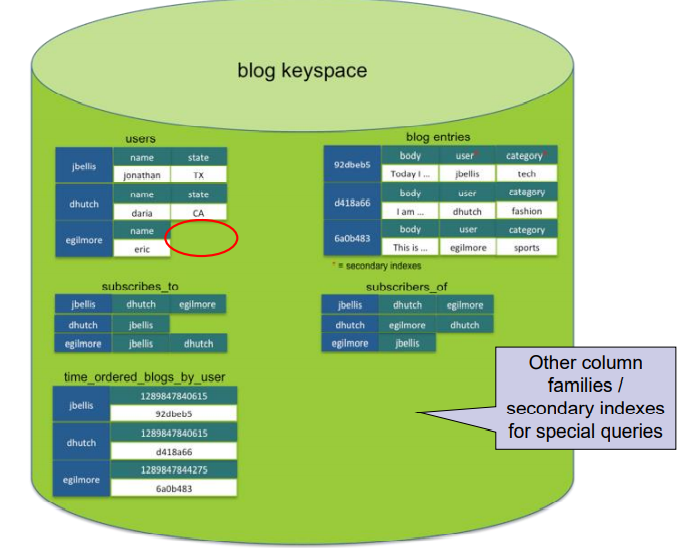 blog keyspace
users
jbellis name state
jonathan TX
dhutch name state
daria CA
egilmore name
eric
blog entries
92dbeb5 body user* category*
Today I ... jbellis tech
d418a66 body user category
I am ... dhutch fashion
6a0b483 body user category
This is ... egilmore sports
* = secondary indexes
subscribes_to
jbellis dhutch egilmore
dhutch jbellis
egilmore jbellis dhutch
subscribers_of
jbellis dhutch egilmore
dhutch egilmore dhutch
egilmore jbellis
time_ordered_blogs_by_user
jbellis 1289847840615
92dbeb5
dhutch 1289847840615
d418a66
egilmore 1289847844275
6a0b483
Other column
families /
secondary indexes
for special queries